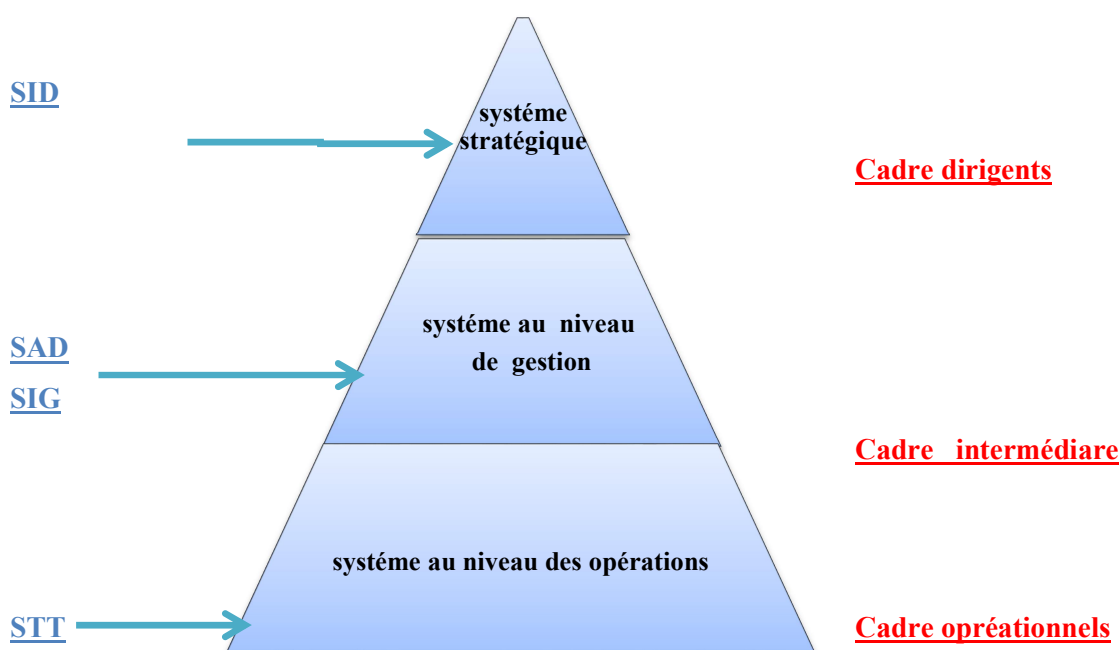 SID
systéme
stratégique
Cadre dirigents
systéme au niveau
de gestion
SAD
SIG
Cadre intermédiare
systéme au niveau des opérations
STT
Cadre opréationnels